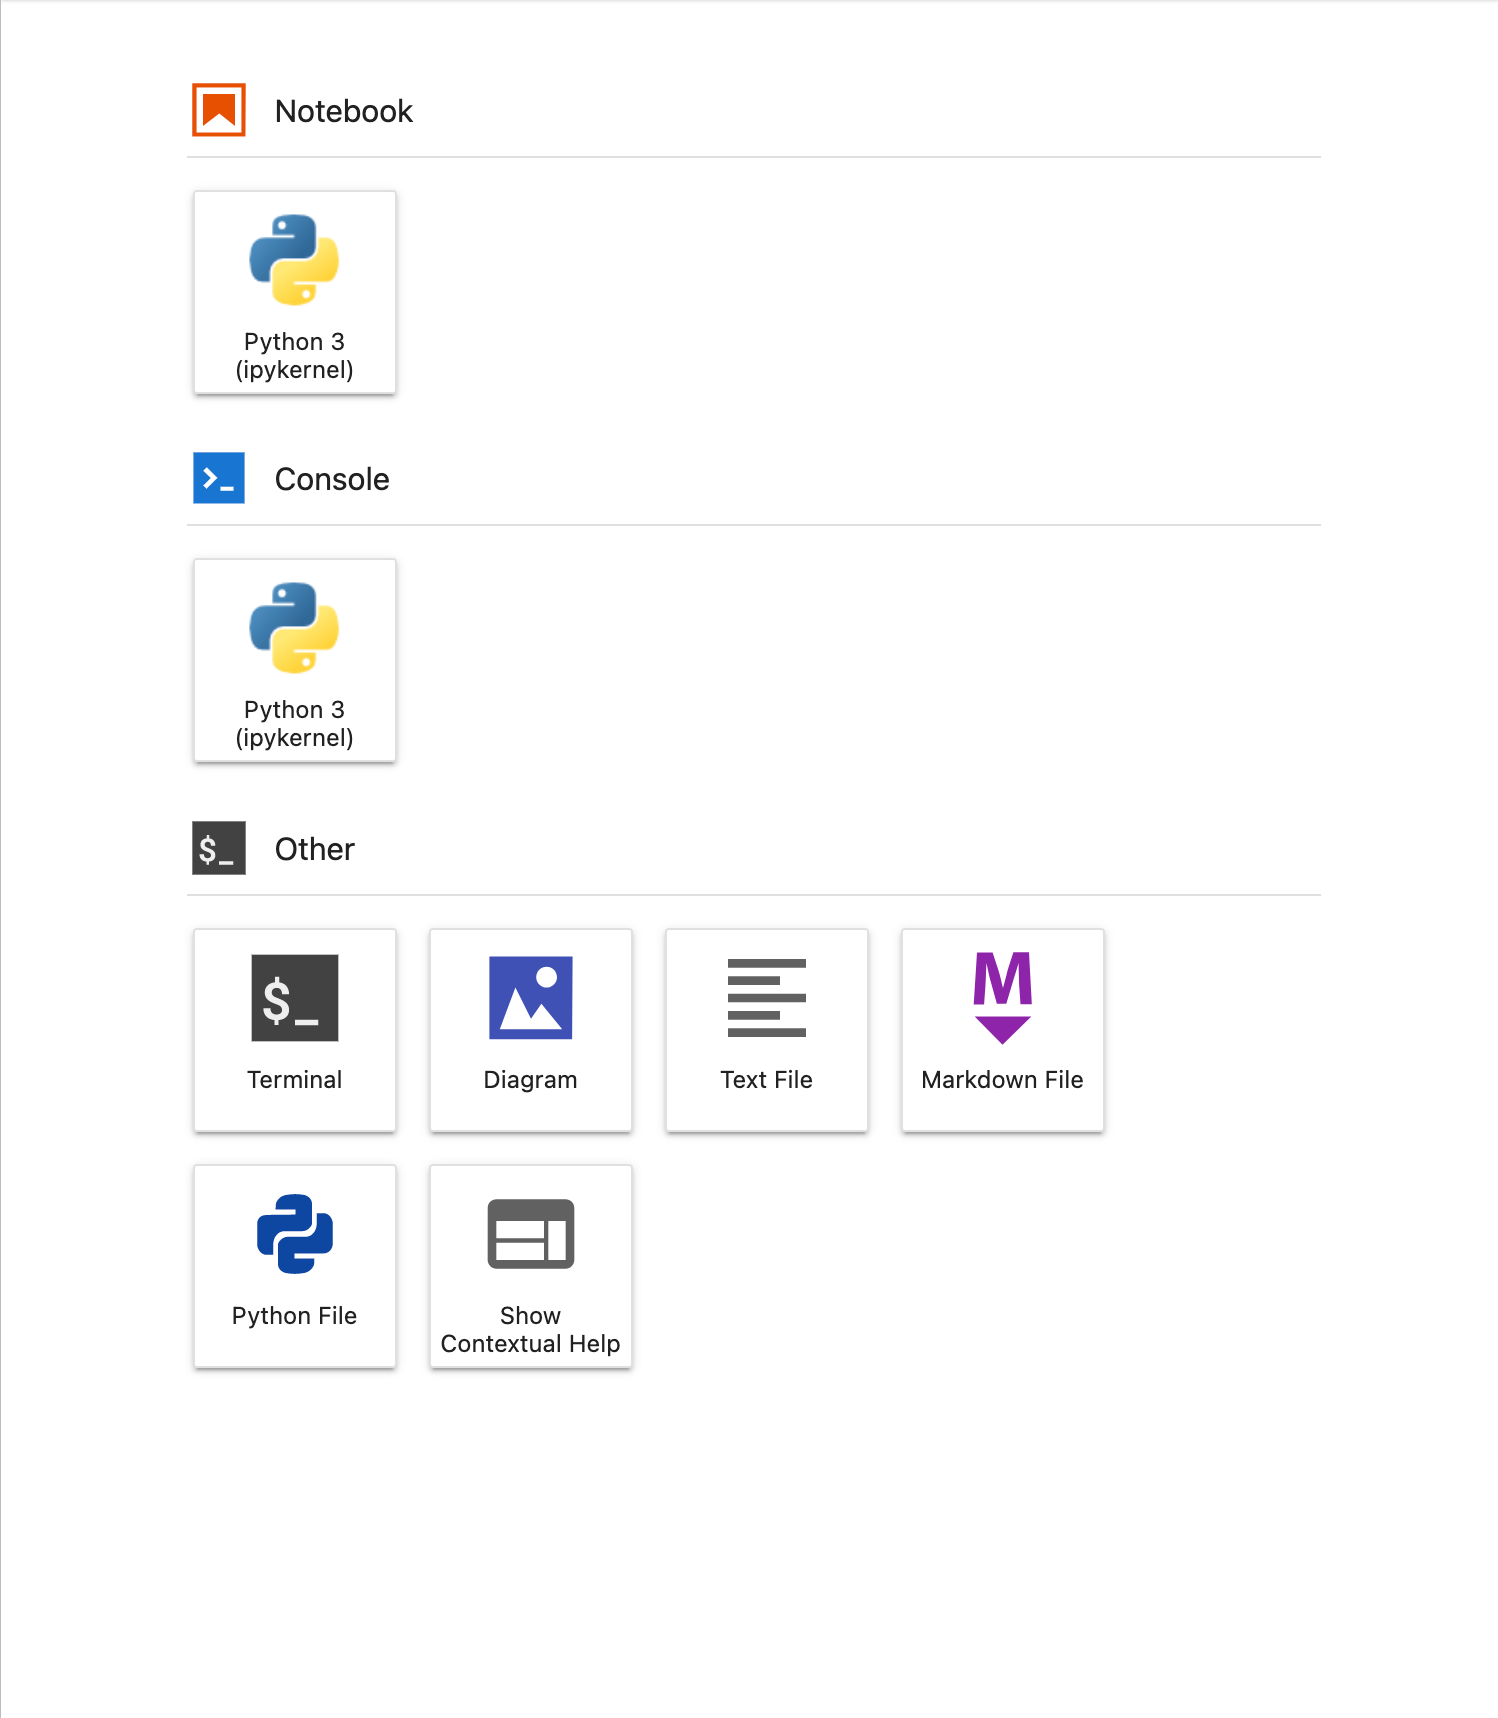 Notebook
Python 3
(ipykernel)
Console
Python 3
(ipykernel)
$_ Other
$_
Terminal
Diagram
Text File
M
Markdown File
Python File
Show
Contextual Help